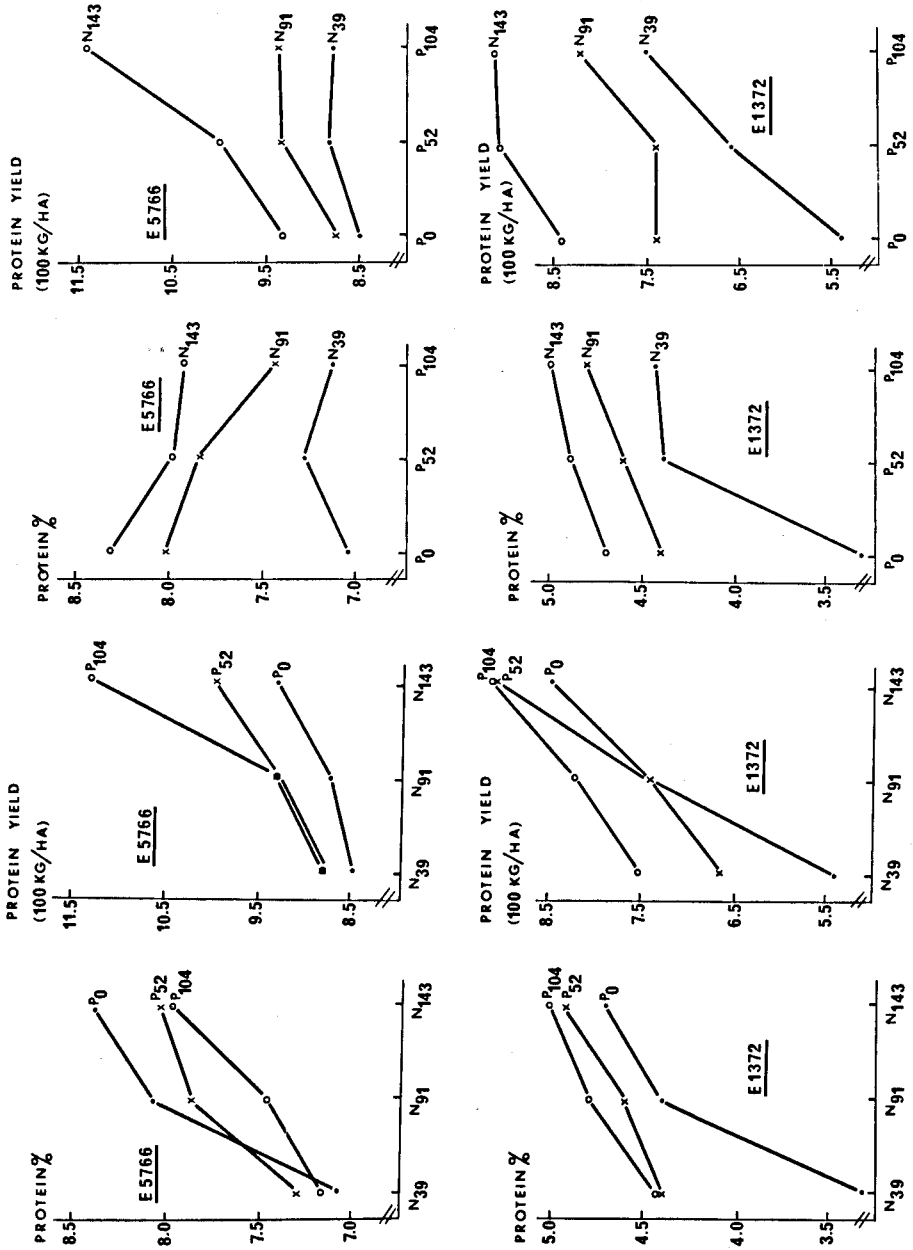 PROTEIN %
8.5
8.0
7.5
7.0
E 5766
P0
P52
P104
N39 N91 N143
PROTEIN YIELD
(100 KG/HA)
11.5
10.5
9.5
8.5
E 5766
P104
P52
P0
N39 N91 N143
PROTEIN %
8.5
8.0
7.5
7.0
E 5766
N143
N91
N39
P0 P52 P104
PROTEIN YIELD
(100 KG/HA)
11.5
10.5
9.5
8.5
E 5766
N143
N91
N39
P0 P52 P104
PROTEIN %
5.0
4.4
4.0
3.5
E 1372
P104
P52
P0
N39 N91 N143
PROTEIN YIELD
(100 KG/HA)
8.5
7.5
6.5
5.5
E 1372
P104
P52
P0
N39 N91 N143
PROTEIN %
5.0
4.4
4.0
3.5
E 1372
N143
N91
N39
P0 P52 P104
PROTEIN YIELD
(100 KG/HA)
8.5
7.5
6.5
5.5
E 1372
N143
N91
N39
P0 P52 P104